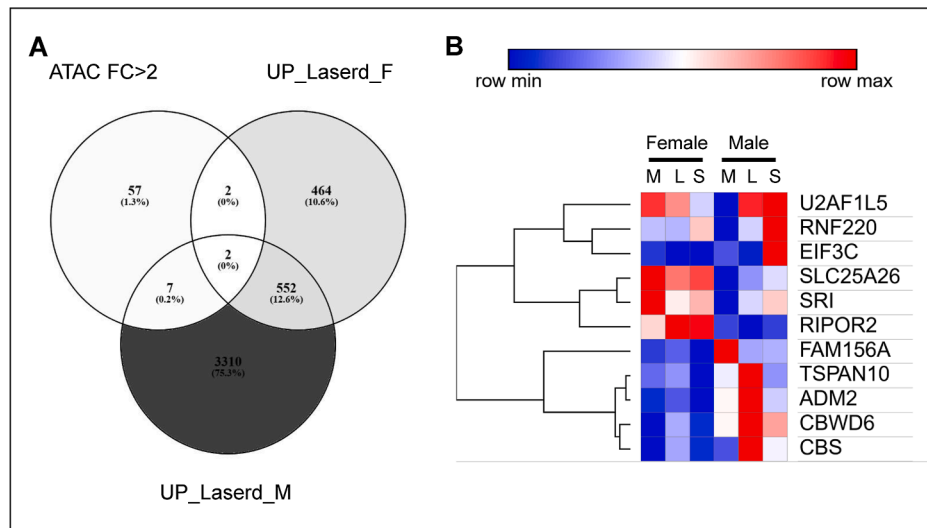 A
ATAC FC>2
UP_Laserd_F
57
(1.3%)
2
(0%)
464
(10.6%)
2
(0%)
7
(0.2%)
552
(12.6%)
3310
(75.3%)
UP_Laserd_M
B
row min
row max
Female Male
M L S M L S
U2AF1L5
RNF220
EIF3C
SLC25A26
SRI
RIPOR2
FAM156A
TSPAN10
ADM2
CBWD6
CBS